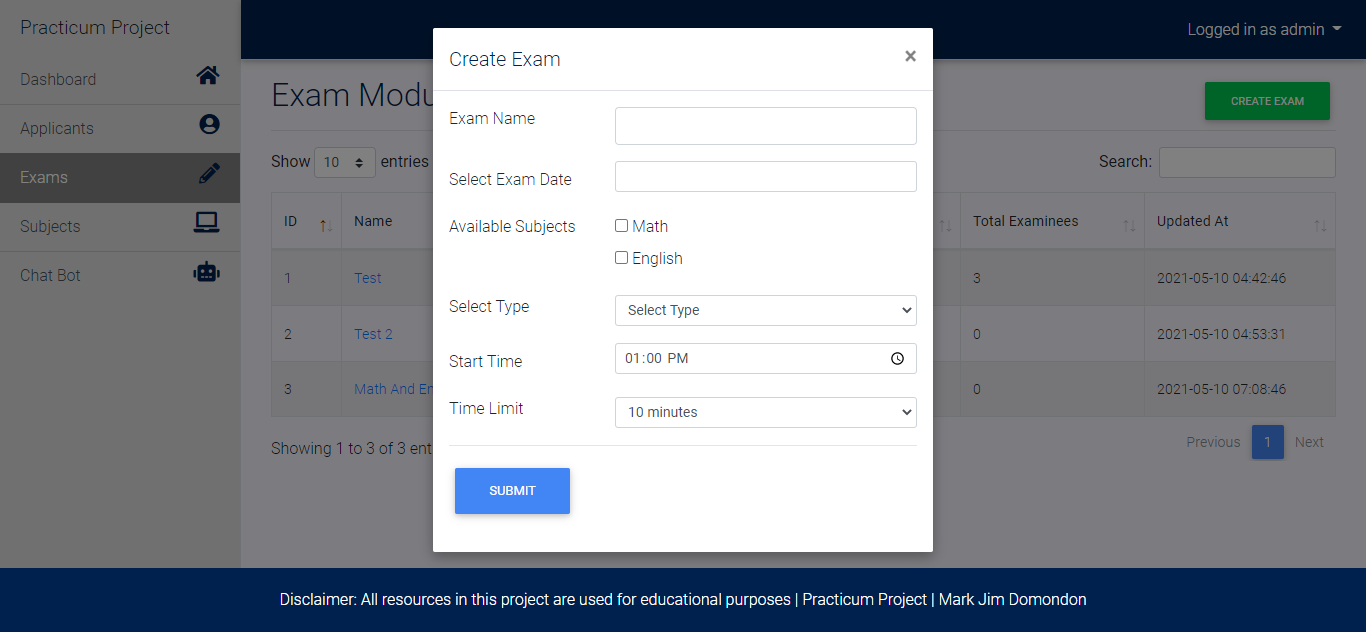 Practicum Project
Logged in as admin
Dashboard
Applicants
Exams
Subjects
Chat Bot
Exam Modu
CREATE EXAM
Show 10 entries
Search:
ID Name Total Examinees Updated At
1 Test 3 2021-05-10 04:42:46
2 Test 2 0 2021-05-10 04:53:31
3 Math And En 0 2021-05-10 07:08:46
Showing 1 to 3 of 3 ent
Previous 1 Next
Create Exam ×
Exam Name
Select Exam Date
Available Subjects Math
English
Select Type Select Type
Start Time 01:00 PM
Time Limit 10 minutes
SUBMIT
Disclaimer: All resources in this project are used for educational purposes | Practicum Project | Mark Jim Domondon